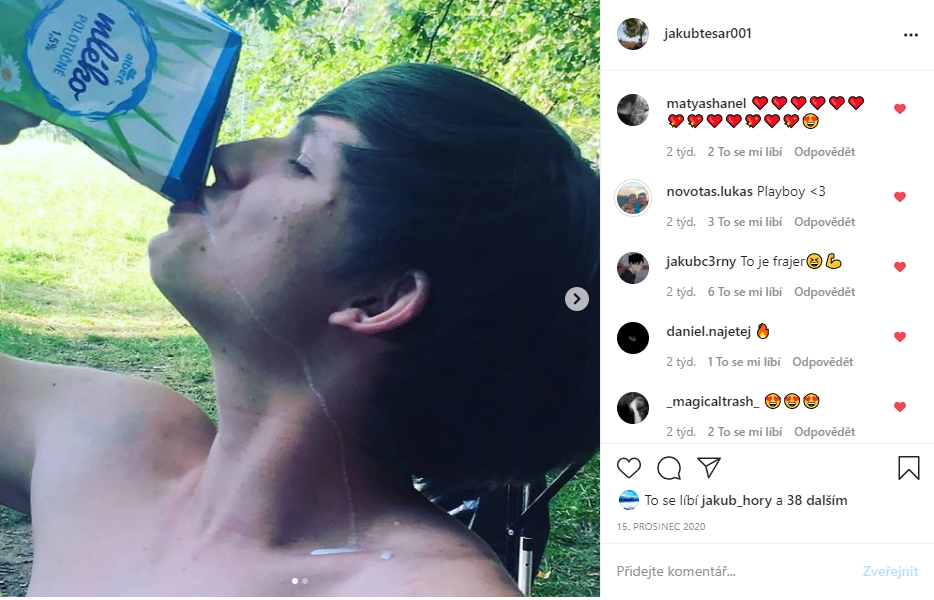 albert
mléko
POLOTUČNÉ
1,5%
jakubtesar001
matyashanel ❤❤❤❤❤❤
💖💖❤❤💖❤💖😍
2 týd. 2 To se mi líbí Odpovědět
novotas.lukas Playboy <3
2 týd. 3 To se mi líbí Odpovědět
jakubc3rny To je frajer😆💪
2 týd. 6 To se mi líbí Odpovědět
daniel.najetej 🔥
2 týd. 1 To se mi líbí Odpovědět
_magicaltrash_ 😍😍😍
2 týd. 2 To se mi líbí Odpovědět
To se líbí jakub_hory a 38 dalším
15. PROSINEC 2020
Přidejte komentář...
Zveřejnit